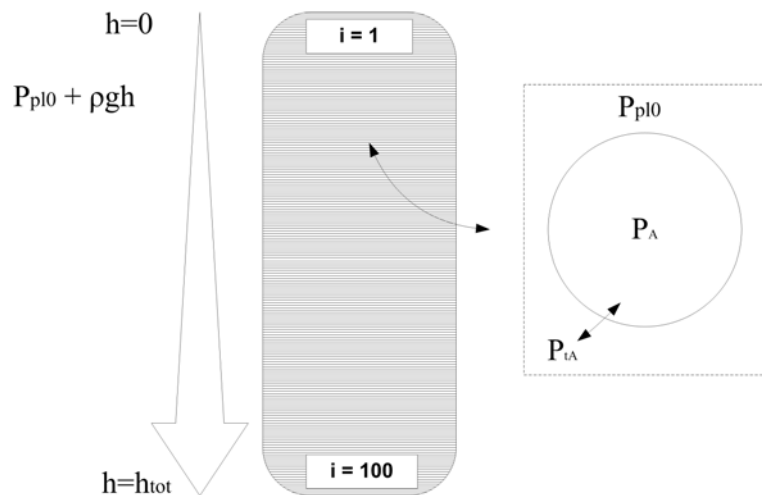 h=0
i = 1
Ppl0 + ρgh
Ppl0
PA
PtA
i = 100
h=htot